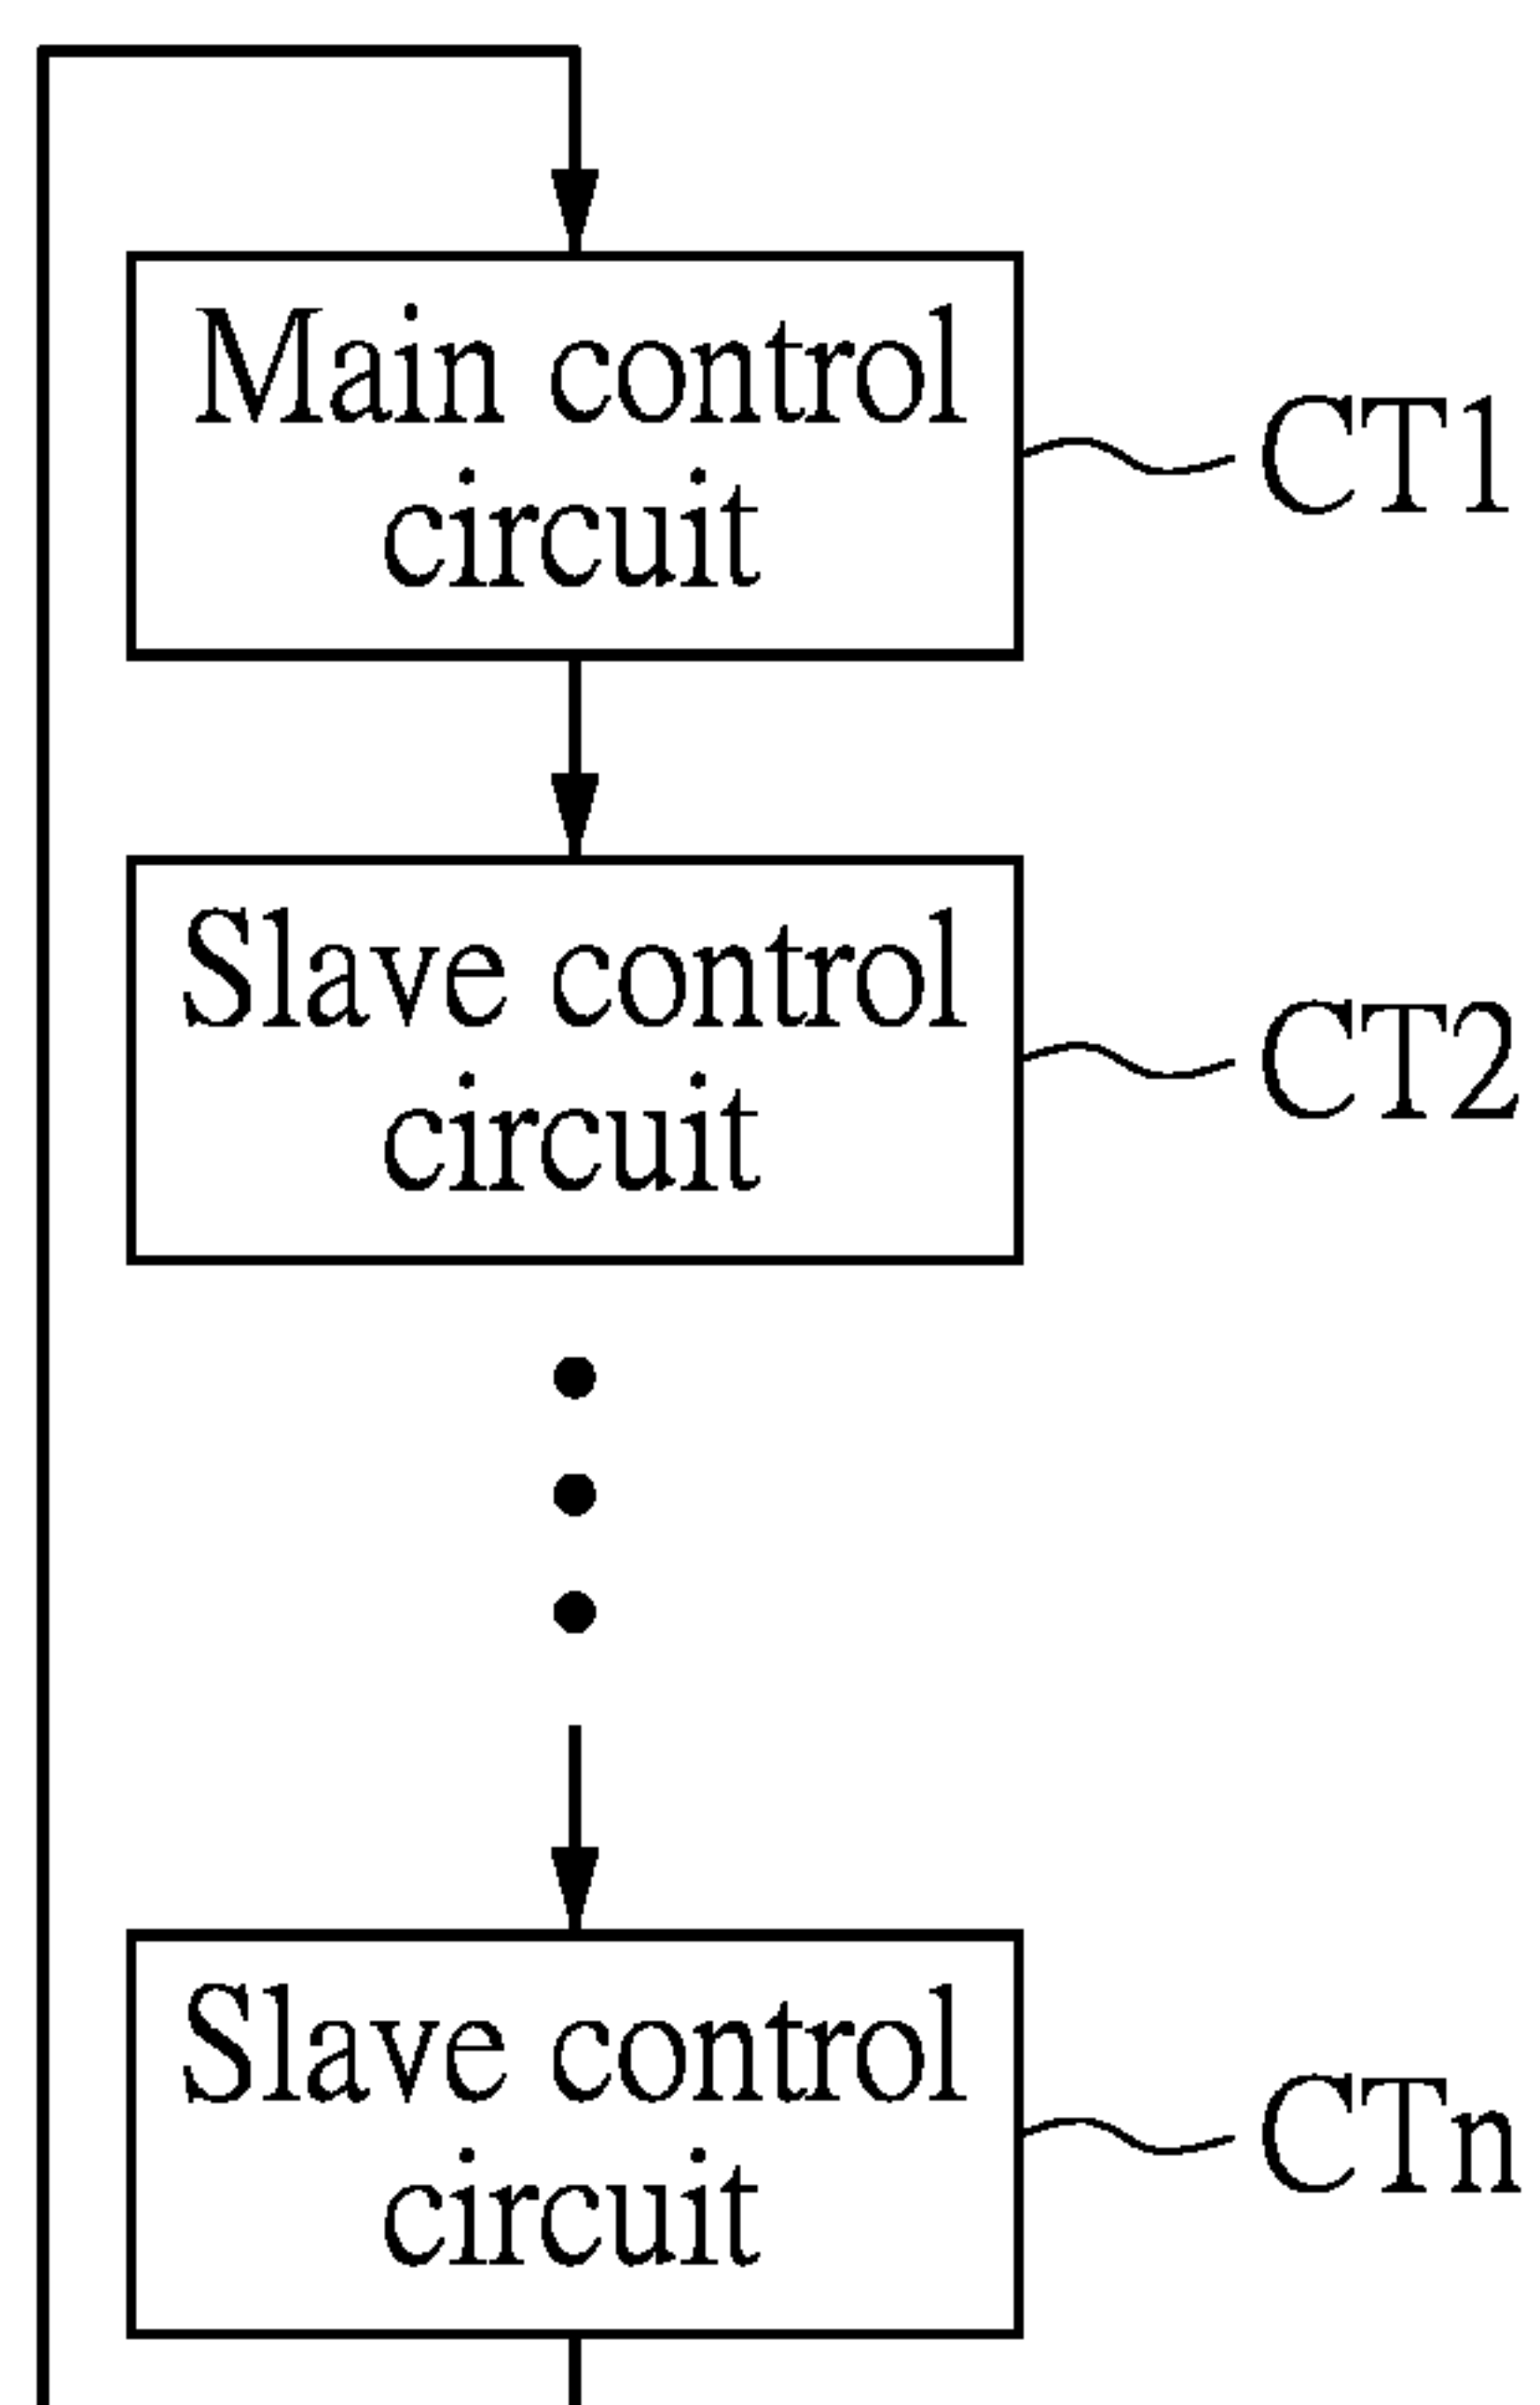 Main control
circuit
CT1
Slave control
circuit
CT2
Slave control
circuit
CTn